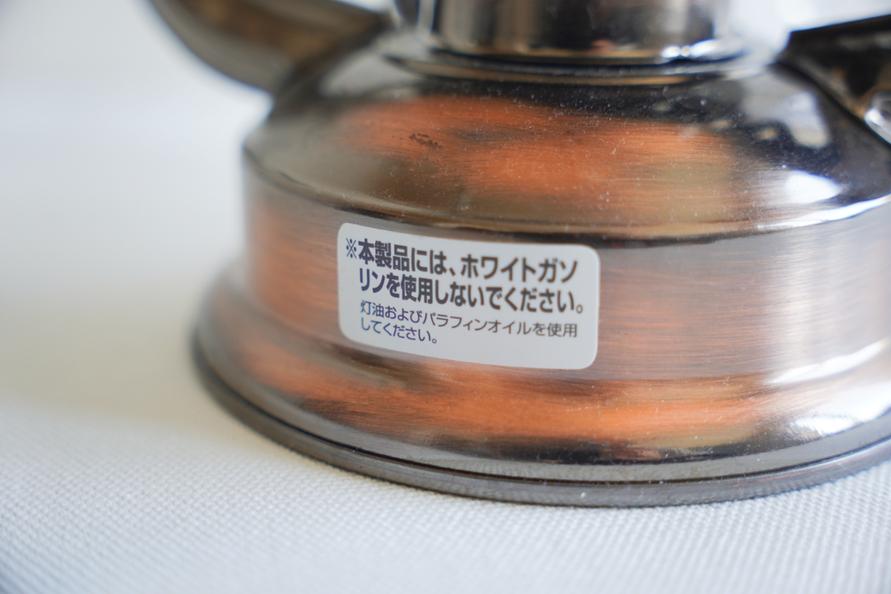 ※本製品には、ホワイトガソ
リンを使用しないでください。
灯油およびパラフィンオイルを使用
してください。